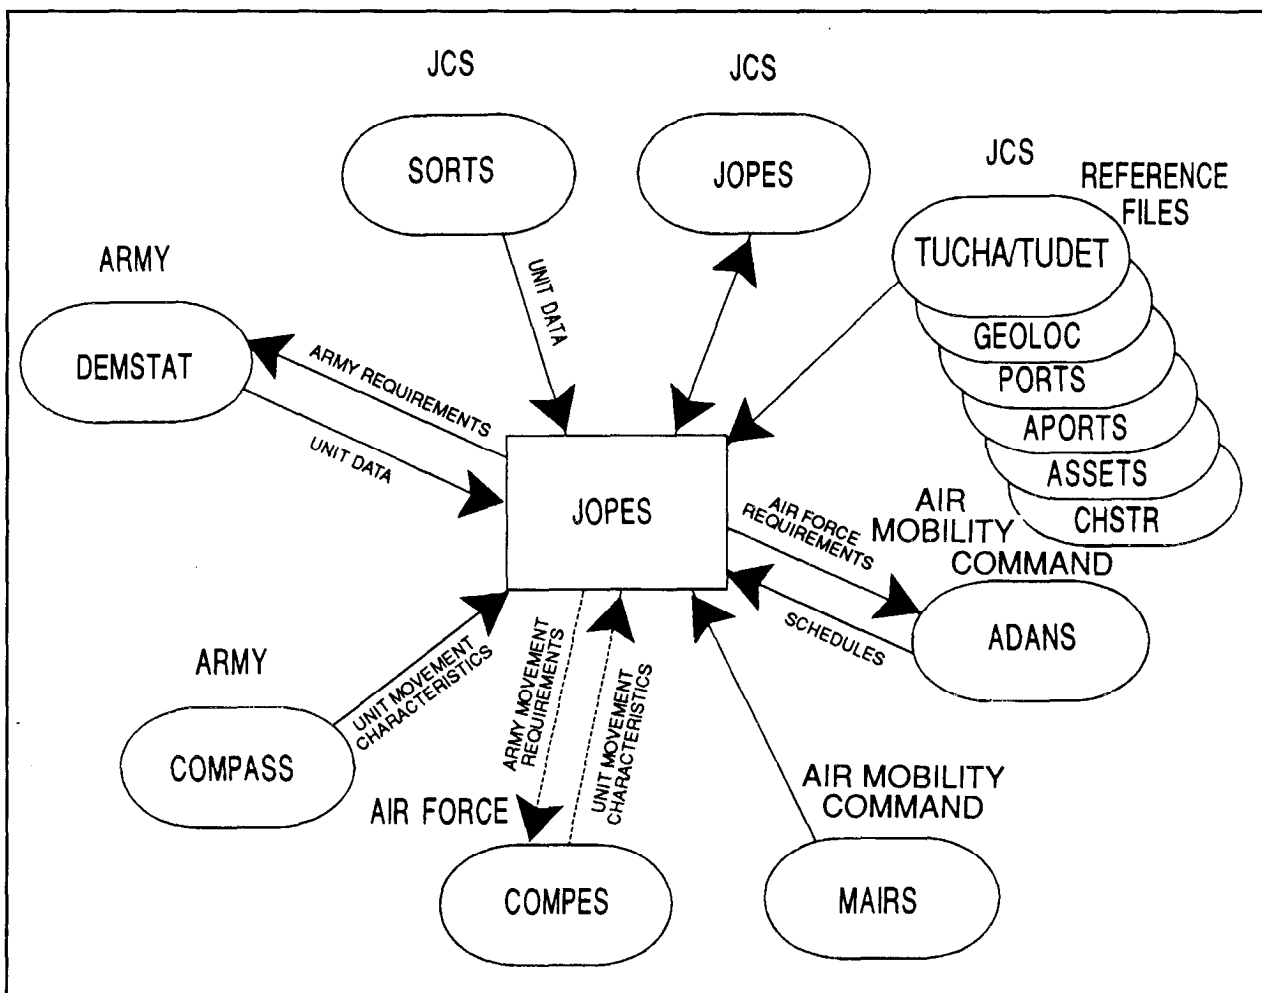 JCS
JCS
SORTS
JOPES
JCS
REFERENCE
FILES
TUCHA/TUDET
GEOLOC
PORTS
APORTS
ASSETS
CHSTR
ARMY
DEMSTAT
UNIT DATA
ARMY REQUIREMENTS
UNIT DATA
JOPES
AIR FORCE
REQUIREMENTS
SCHEDULES
AIR
MOBILITY
COMMAND
ADANS
ARMY
COMPASS
UNIT MOVEMENT
CHARACTERISTICS
ARMY MOVEMENT
REQUIREMENTS
UNIT MOVEMENT
CHARACTERISTICS
AIR FORCE
COMPES
AIR MOBILITY
COMMAND
MAIRS